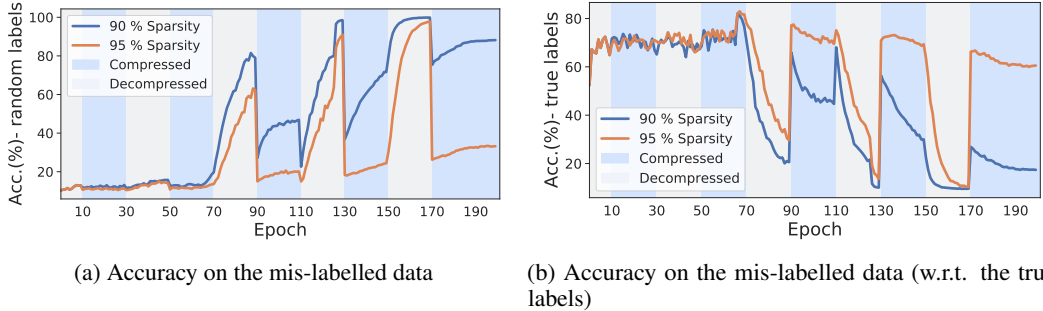 Acc.(%)- random labels
100
80
60
40
20
90 % Sparsity
95 % Sparsity
Compressed
Decompressed
10 30 50 70 90 110 130 150 170 190
Epoch
(a) Accuracy on the mis-labelled data
Acc.(%)- true labels
80
60
40
20
90 % Sparsity
95 % Sparsity
Compressed
Decompressed
10 30 50 70 90 110 130 150 170 190
Epoch
(b) Accuracy on the mis-labelled data (w.r.t. the
labels)